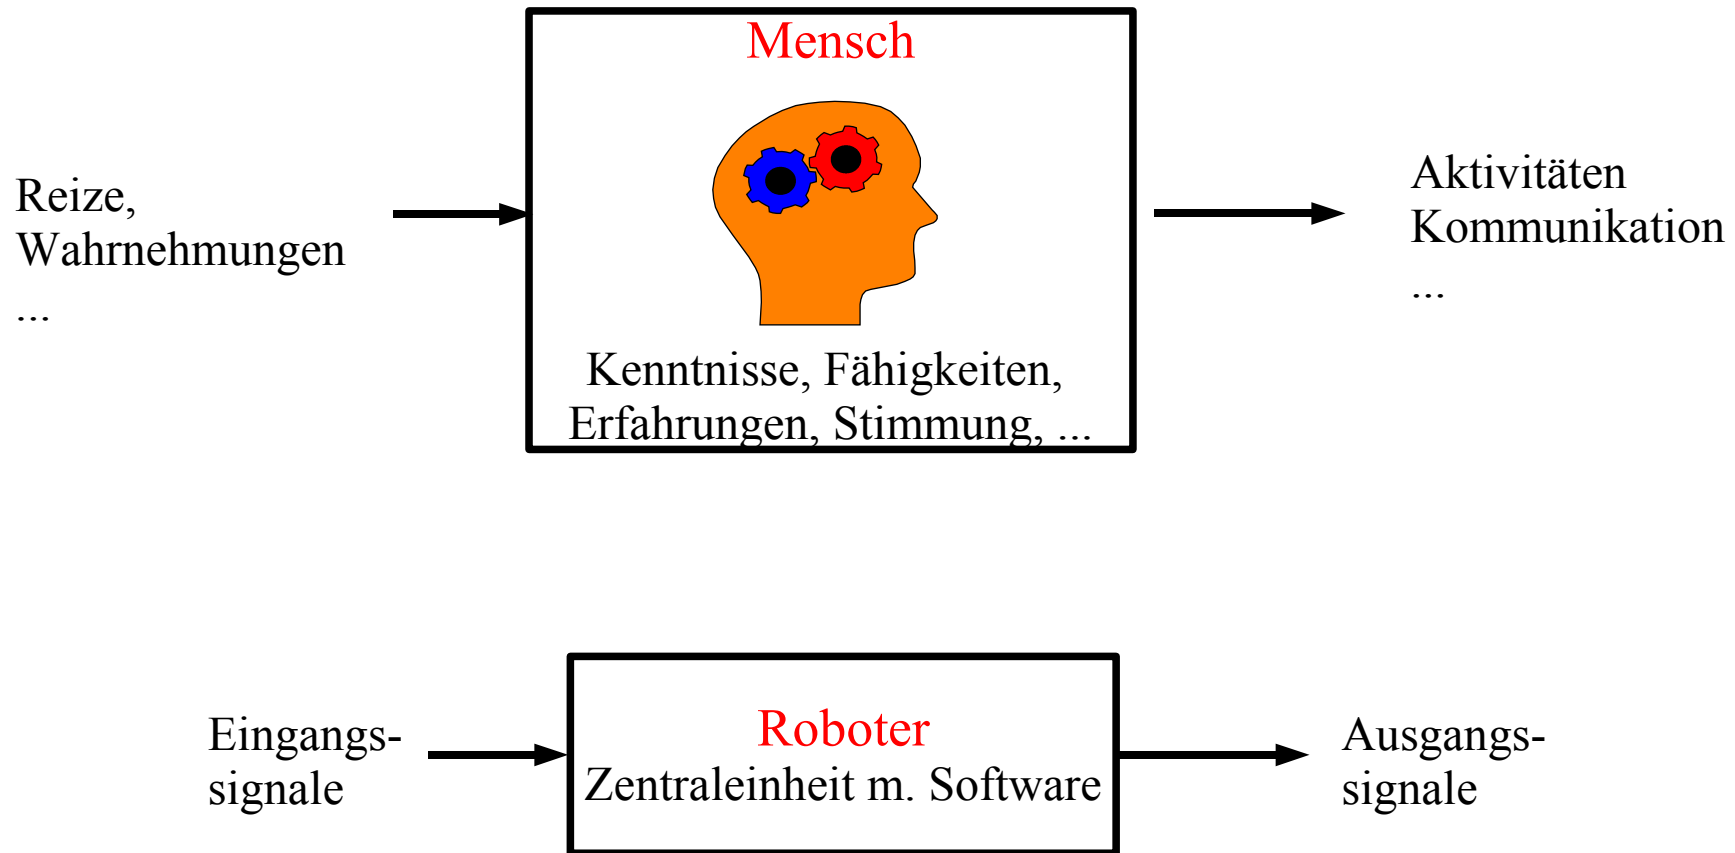 Mensch
Reize,
Wahrnehmungen
...
Aktivitäten
Kommunikation
...
Kenntnisse, Fähigkeiten,
Erfahrungen, Stimmung, ...
Eingangs-
signale
Roboter
Zentraleinheit m. Software
Ausgangs-
signale